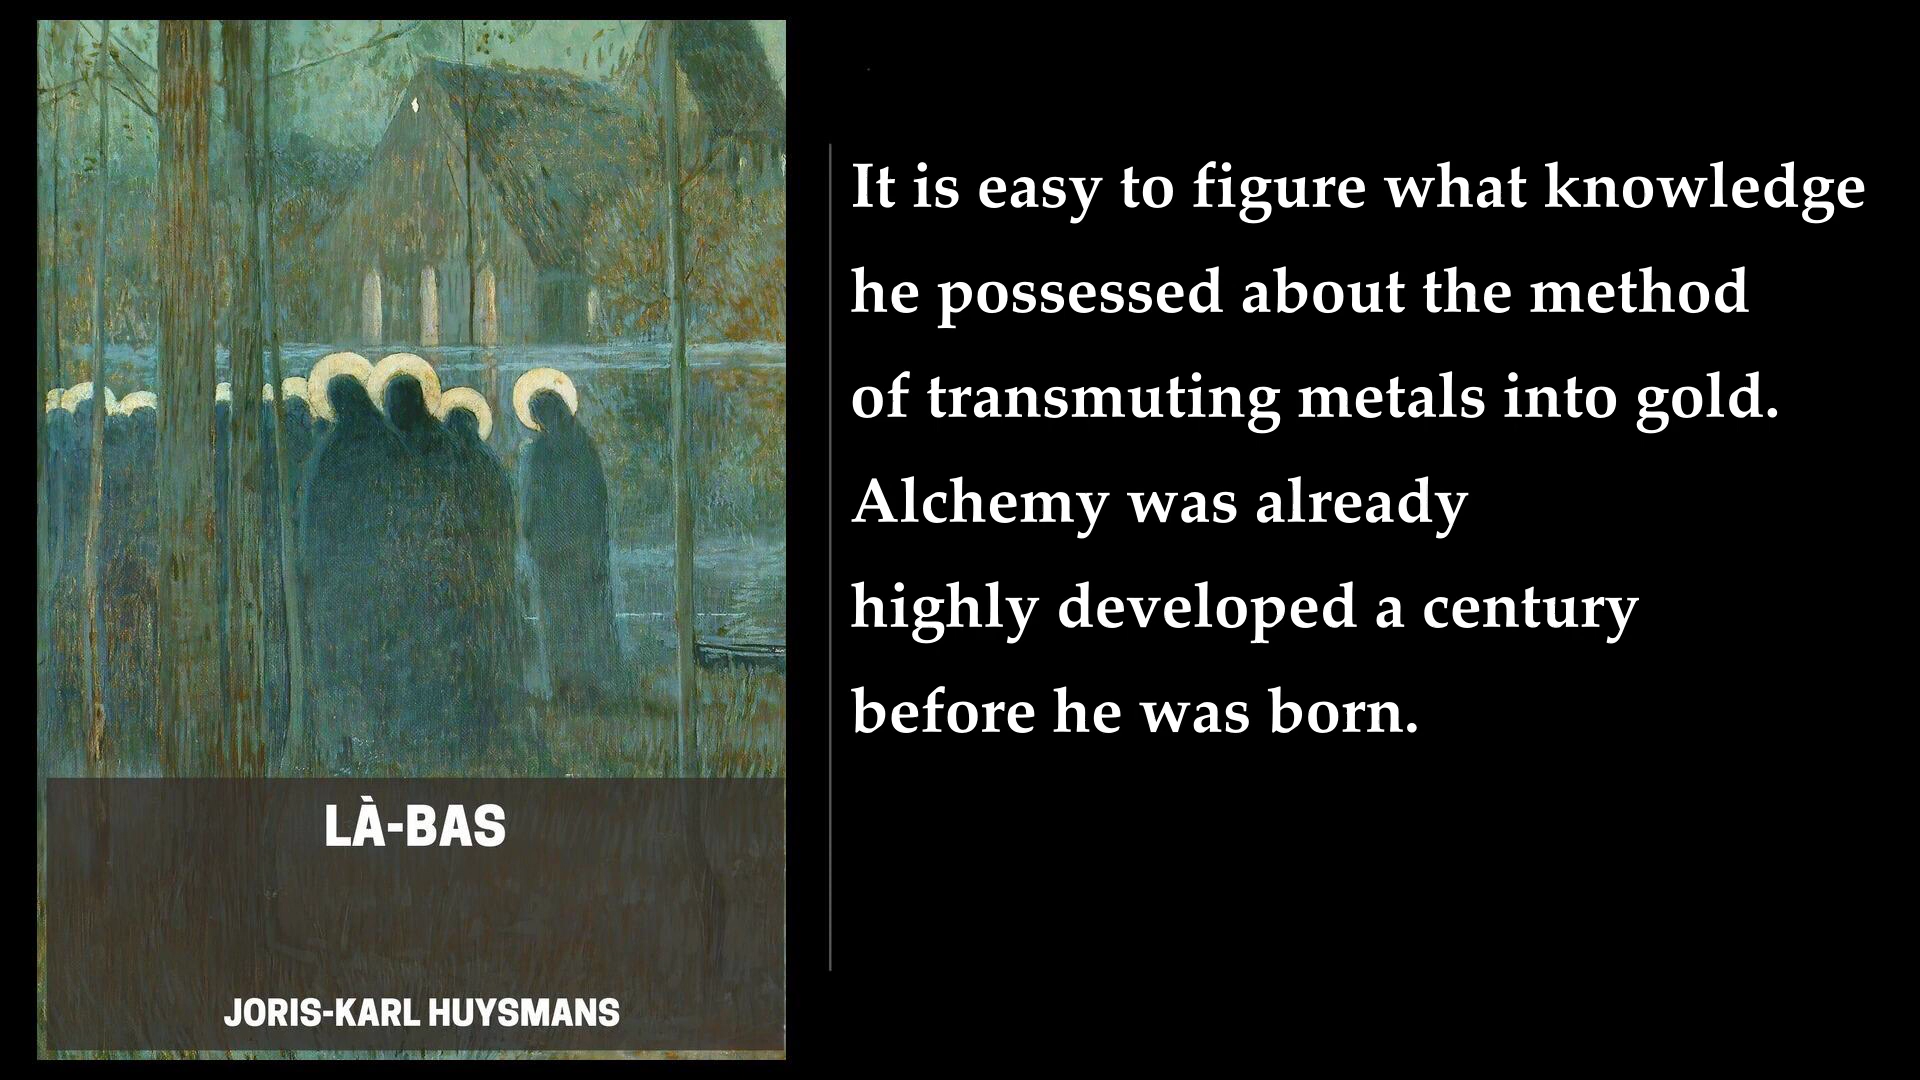 LÀ-BAS
JORIS-KARL HUYSMANS
It is easy to figure what knowledge
he possessed about the method
of transmuting metals into gold.
Alchemy was already
highly developed a century
before he was born.